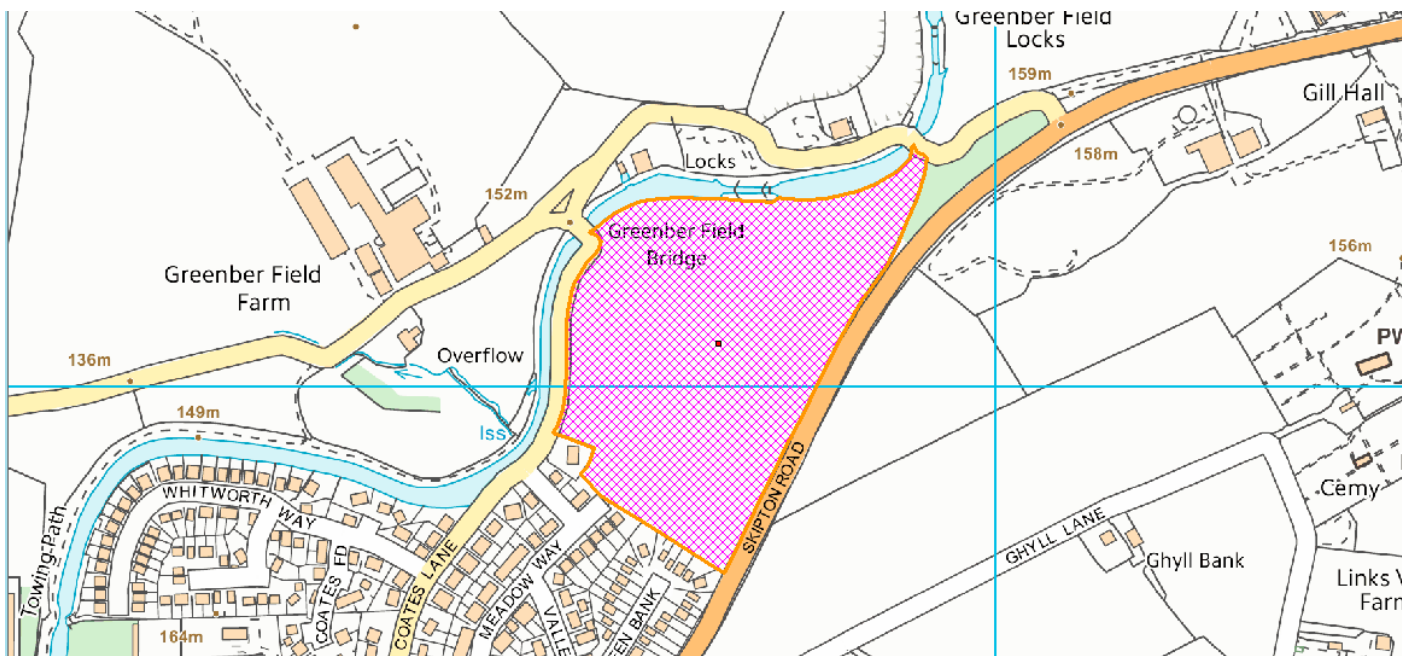 Greenber Field
Locks
159m
Gill Hall
158m
Locks
152m
Greenber Field
Bridge
156m
Greenber Field
Farm
136m
Overflow
149m
Iss
PW
WHITWORTH WAY
Towing Path
COATES FD
COATES LANE
MEADOW WAY
SKIPTON ROAD
GHYLL LANE
Cemy
Ghyll Bank
Links
Farm
164m